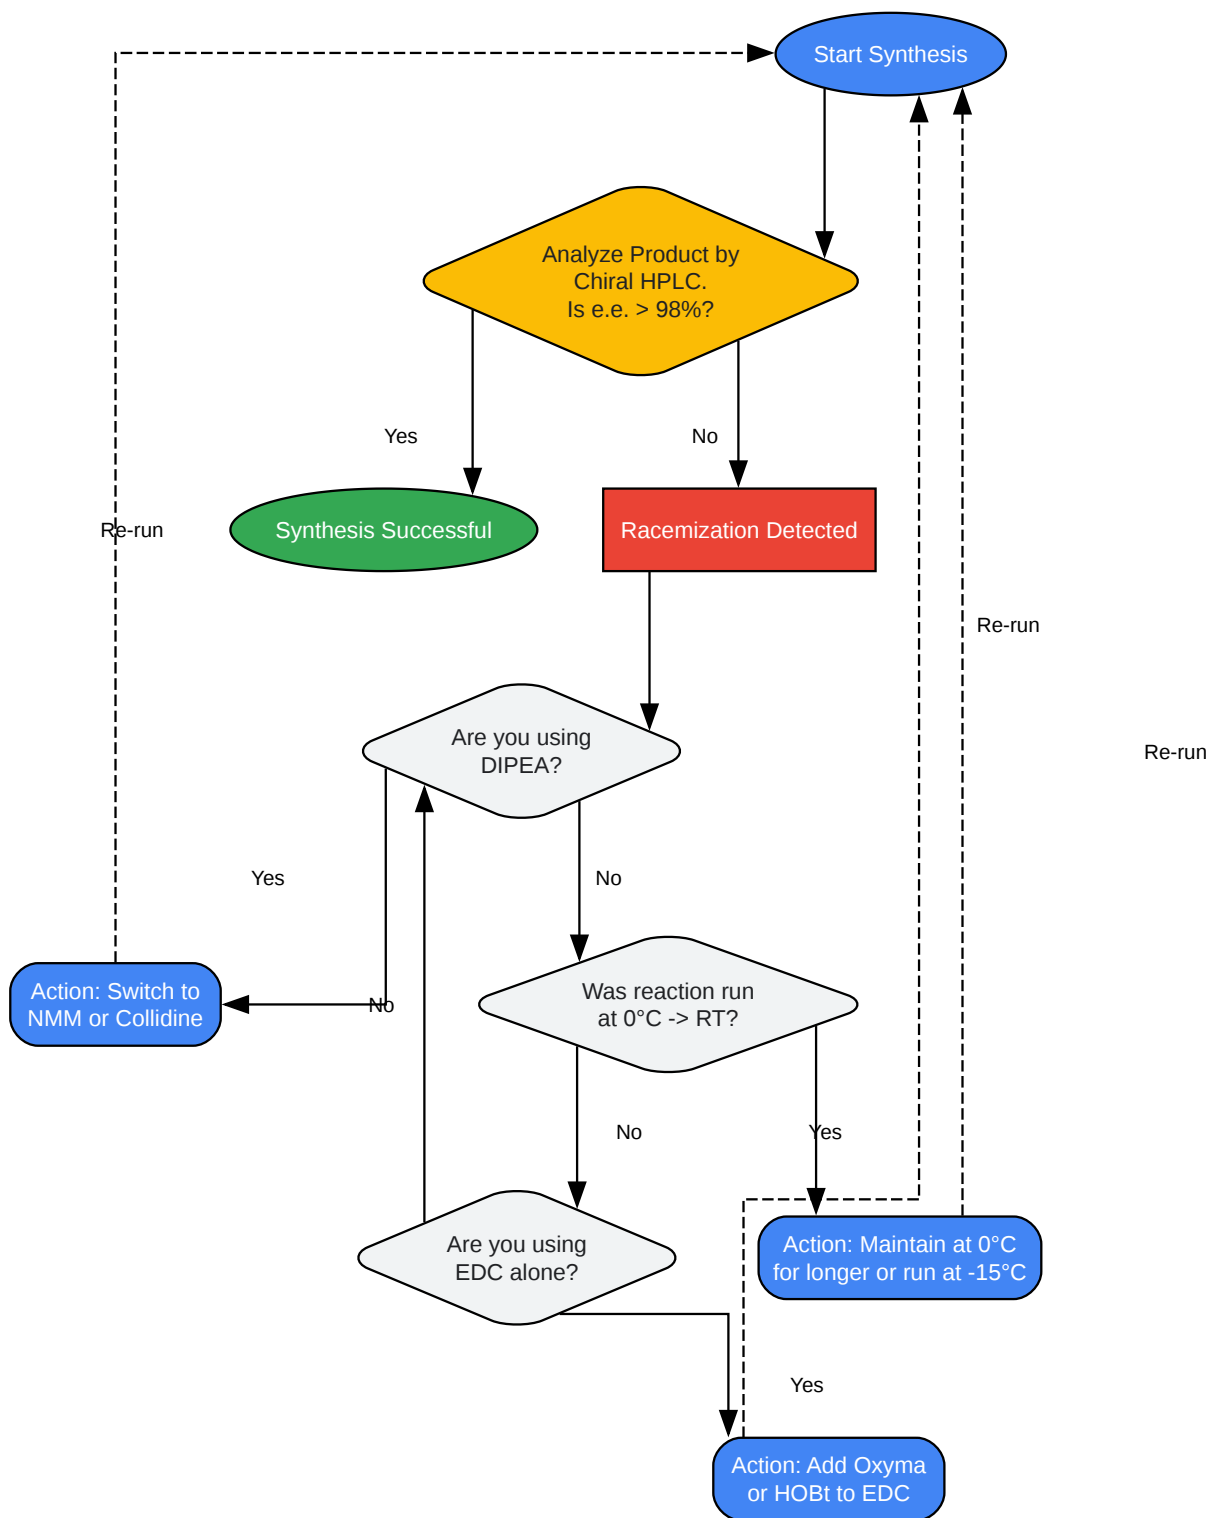 Start Synthesis
Analyze Product by
Chiral HPLC.
Is e.e. > 98%?
Yes
No
Re-run
Synthesis Successful
Racemization Detected
Re-run
Are you using
DIPEA?
Re-run
Yes
No
Action: Switch to
NMM or Collidine
No
Was reaction run
at 0°C -> RT?
No
Yes
Are you using
EDC alone?
Action: Maintain at 0°C
for longer or run at -15°C
Yes
Action: Add Oxyma
or HOBt to EDC